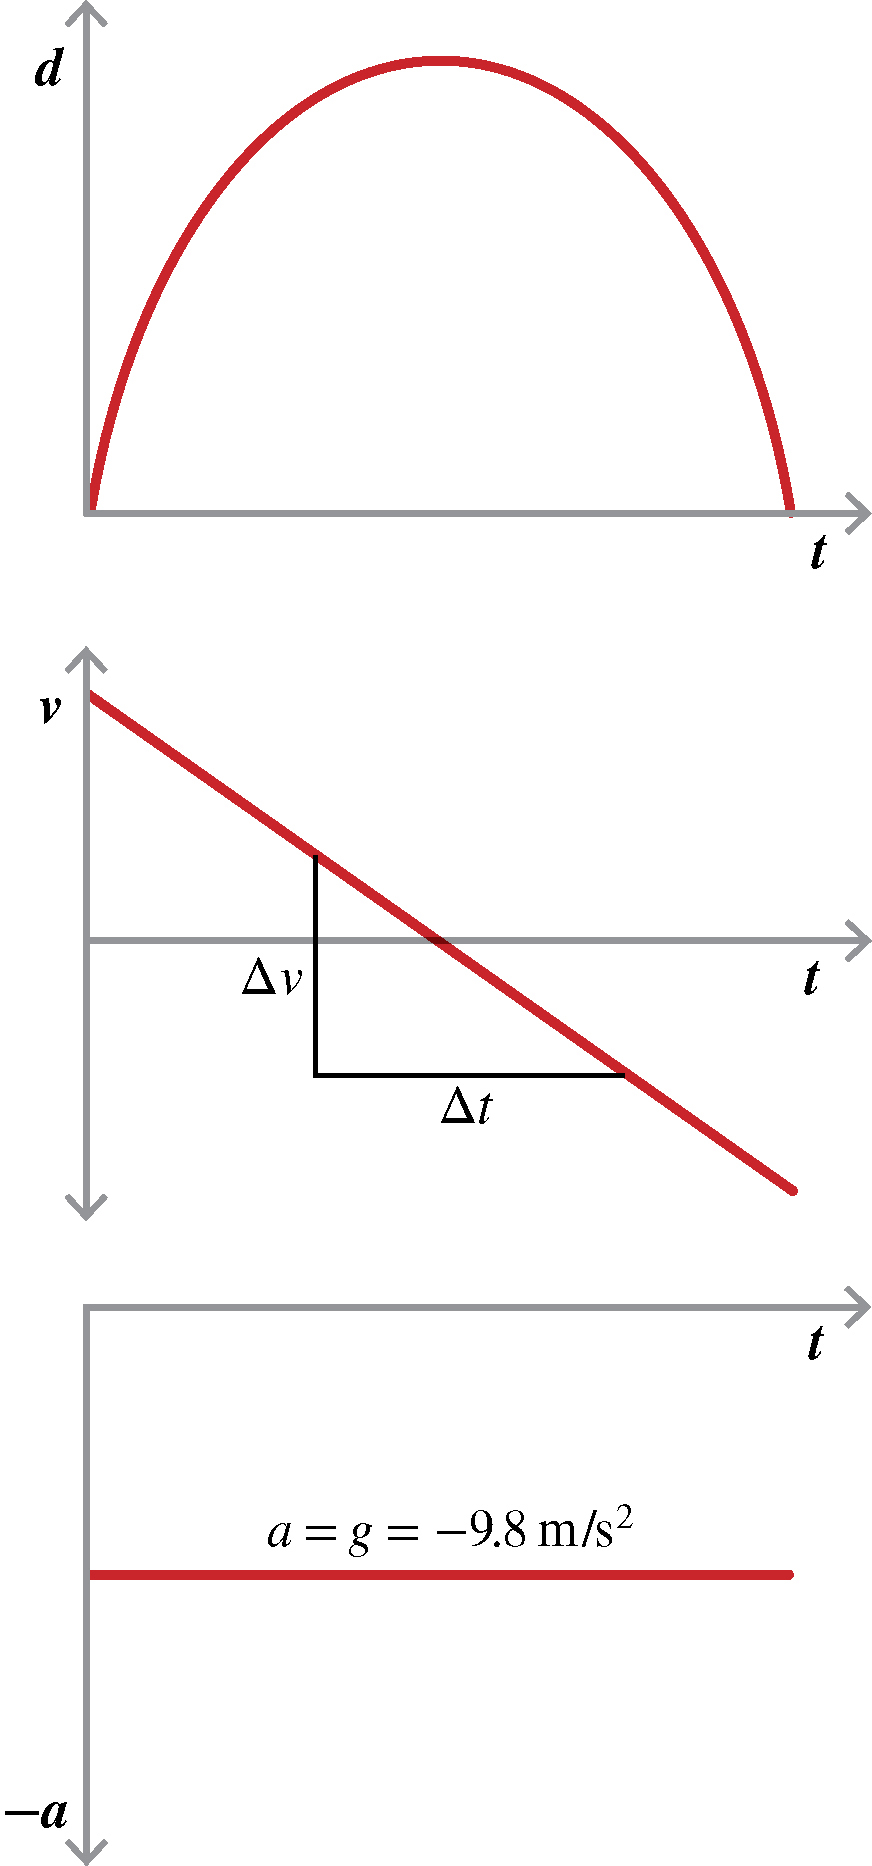 d
t
v
Δv
t
Δt
t
a = g = −9.8 m/s²
−a